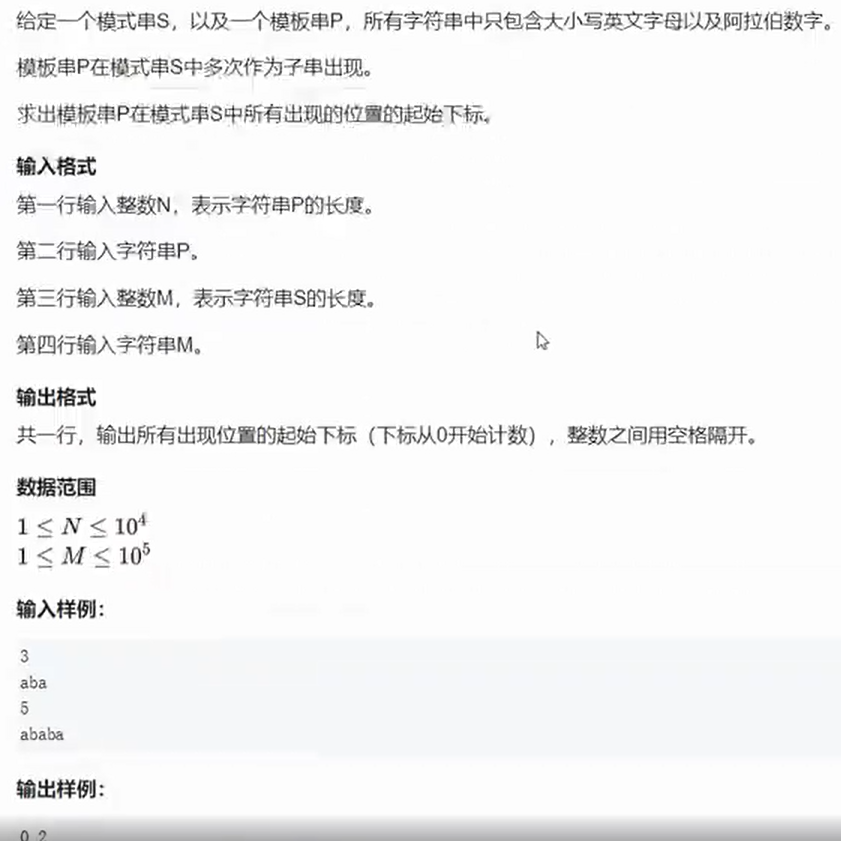 给定一个模式串S，以及一个模板串P，所有字符串中只包含大小写英文字母以及阿拉伯数字。
模板串P在模式串S中多次作为子串出现。
求出模板串P在模式串S中所有出现的位置的起始下标。
输入格式
第一行输入整数N，表示字符串P的长度。
第二行输入字符串P。
第三行输入整数M，表示字符串S的长度。
第四行输入字符串M。
输出格式
共一行，输出所有出现位置的起始下标（下标从0开始计数），整数之间用空格隔开。
数据范围
1 ≤ N ≤ 10⁴
1 ≤ M ≤ 10⁵
输入样例：
3
aba
5
ababa
输出样例：
0 2